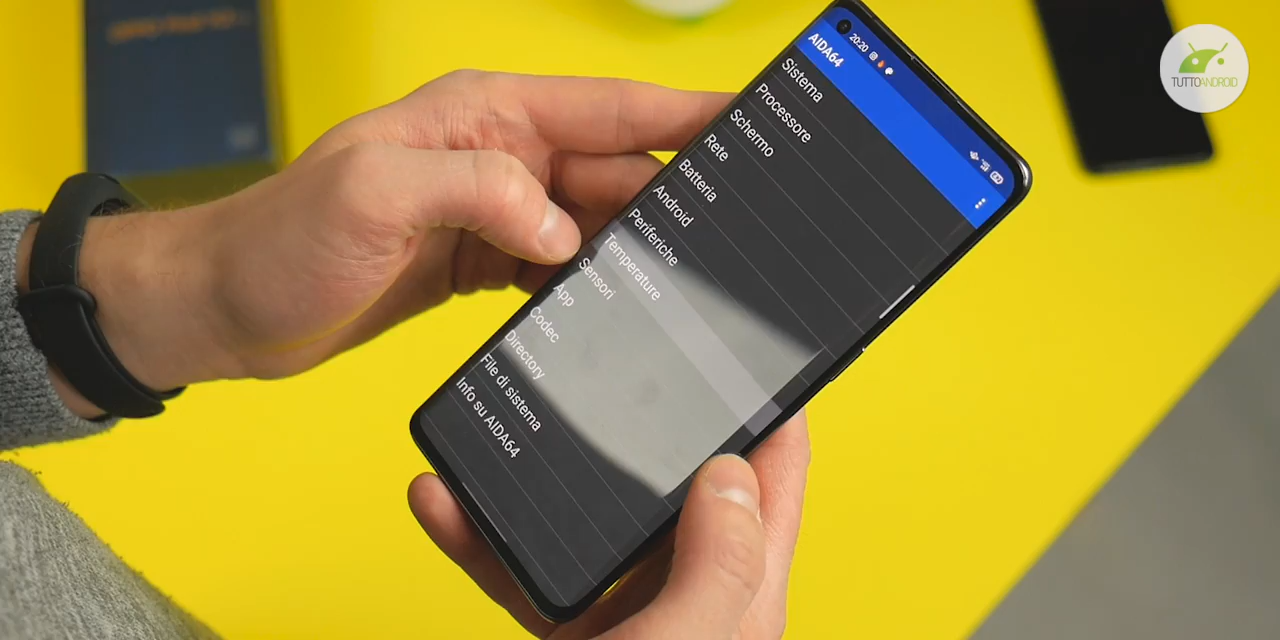 20:20
AIDA64
Sistema
Processore
Schermo
Rete
Batteria
Android
Periferiche
Temperature
Sensori
App
Codec
Directory
File di sistema
Info su AIDA64
TUTTOANDROID